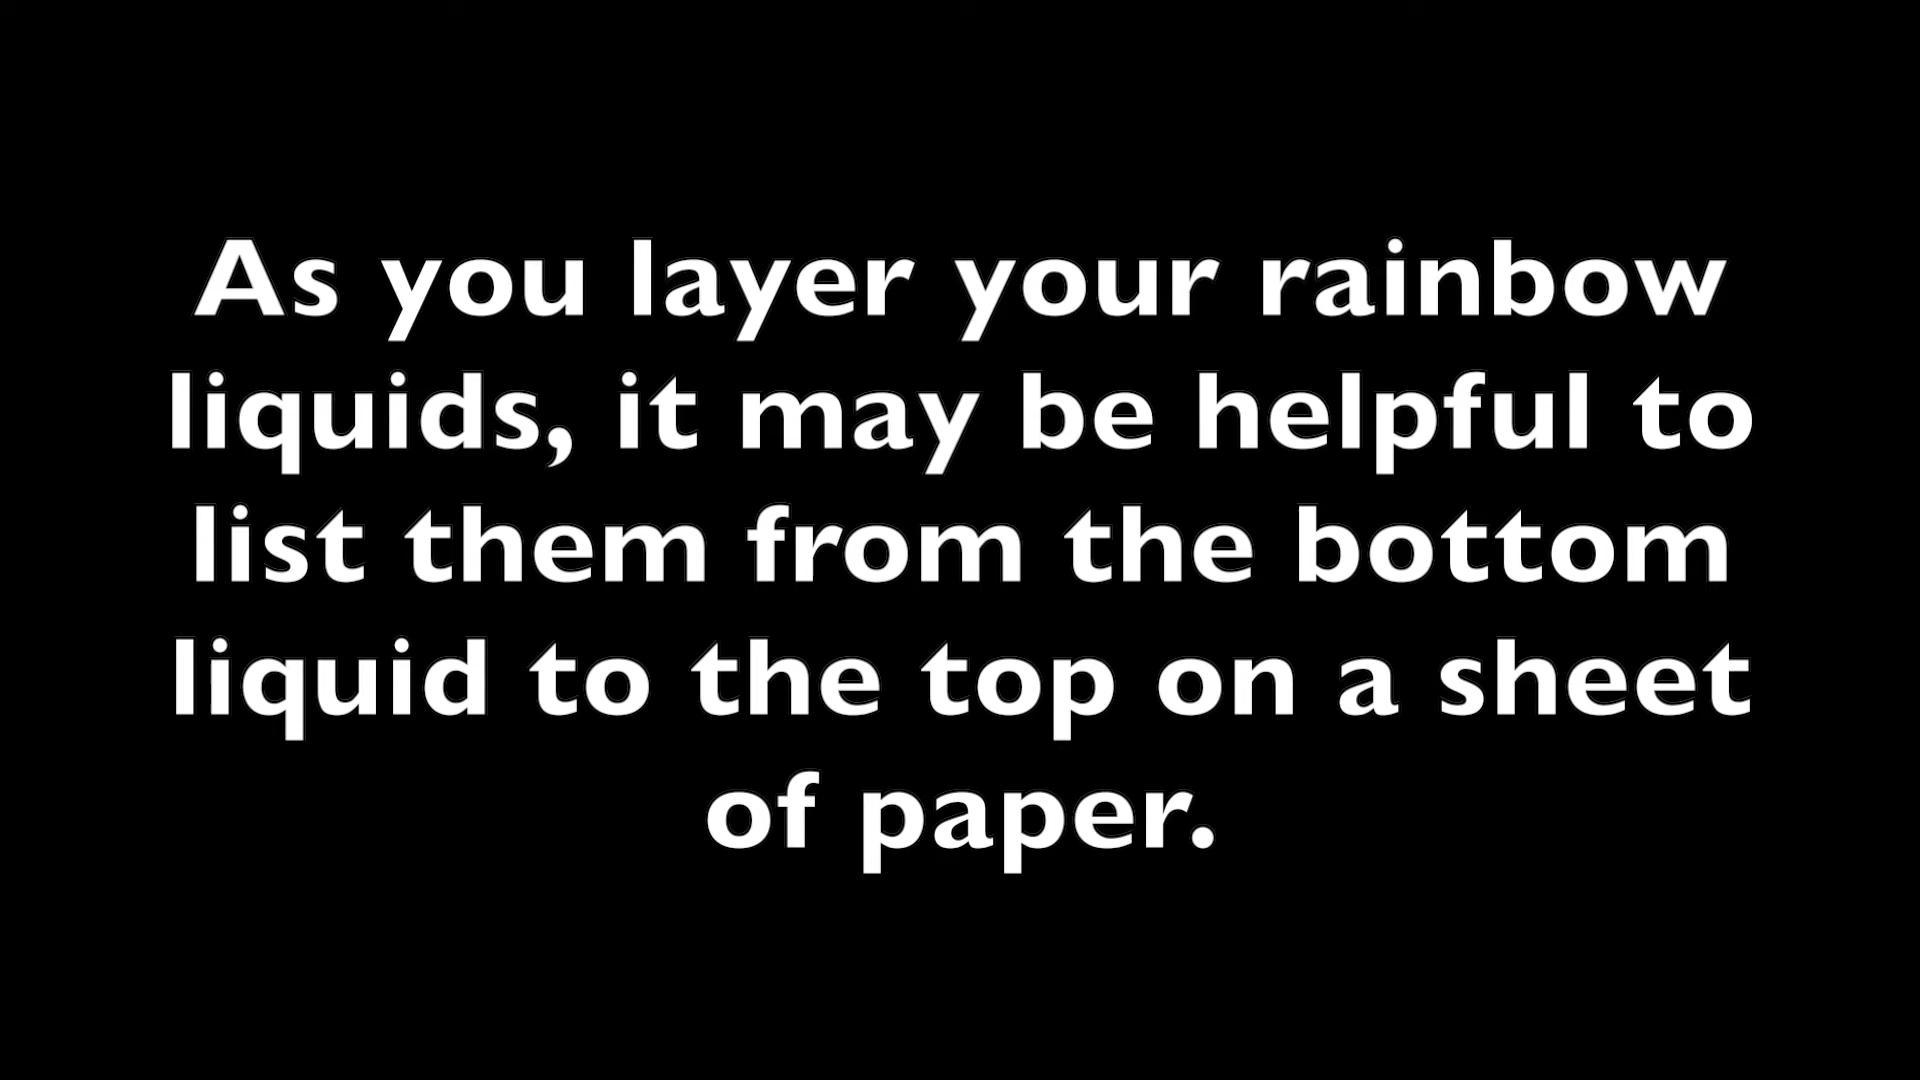 As you layer your rainbow
liquids, it may be helpful to
list them from the bottom
liquid to the top on a sheet
of paper.